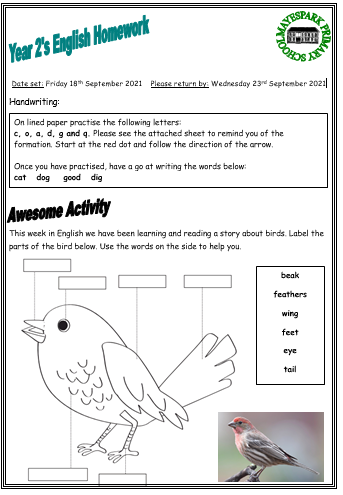 Year 2's English Homework
MAYESPARK PRIMARY SCHOOL
Date set: Friday 18th September 2021 Please return by: Wednesday 23rd September 2021
Handwriting:
On lined paper practise the following letters:
c, o, a, d, g and q. Please see the attached sheet to remind you of the
formation. Start at the red dot and follow the direction of the arrow.
Once you have practised, have a go at writing the words below:
cat dog good dig
Awesome Activity
This week in English we have been learning and reading a story about birds. Label the
parts of the bird below. Use the words on the side to help you.
beak
feathers
wing
feet
eye
tail